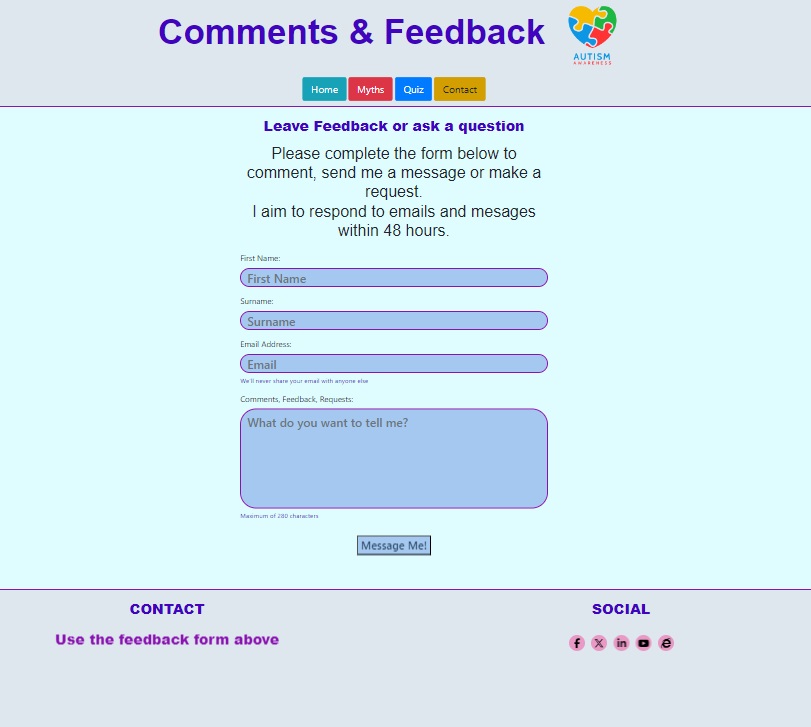 Comments & Feedback
AUTISM
AWARENESS
Home Myths Quiz Contact
Leave Feedback or ask a question
Please complete the form below to
comment, send me a message or make a
request.
I aim to respond to emails and mesages
within 48 hours.
First Name:
First Name
Surname:
Surname
Email Address:
Email
We'll never share your email with anyone else
Comments, Feedback, Requests:
What do you want to tell me?
Maximum of 280 characters
Message Me!
CONTACT SOCIAL
Use the feedback form above